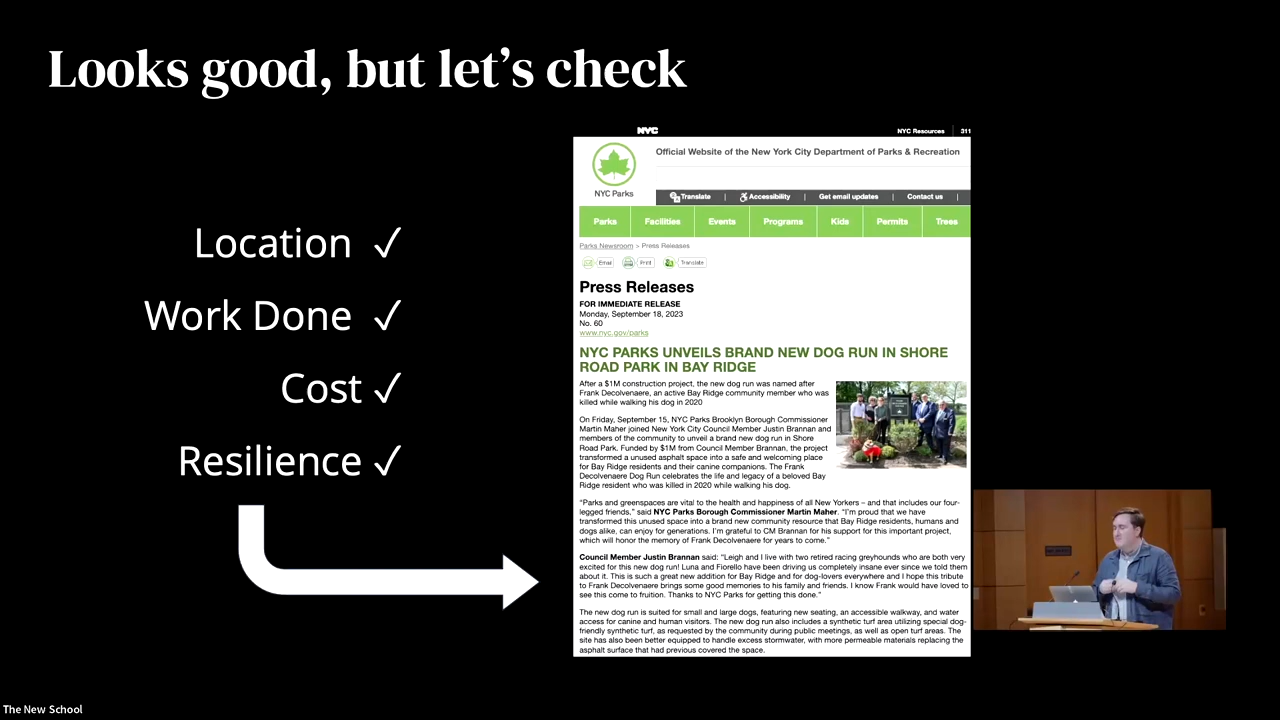 Looks good, but let’s check
Location ✓
Work Done ✓
Cost ✓
Resilience ✓
NYC
NYC Resources
311
Official Website of the New York City Department of Parks & Recreation
NYC Parks
Translate | Accessibility | Get email updates | Contact us |
Parks Facilities Events Programs Kids Permits Trees
Parks Newsroom > Press Releases
Email Print Translate
Press Releases
FOR IMMEDIATE RELEASE
Monday, September 18, 2023
No. 60
www.nyc.gov/parks
NYC PARKS UNVEILS BRAND NEW DOG RUN IN SHORE
ROAD PARK IN BAY RIDGE
After a $1M construction project, the new dog run was named after
Frank Decolvenaere, an active Bay Ridge community member who was
killed while walking his dog in 2020
On Friday, September 15, NYC Parks Brooklyn Borough Commissioner
Martin Maher joined New York City Council Member Justin Brannan and
members of the community to unveil a brand new dog run in Shore
Road Park. Funded by $1M from Council Member Brannan, the project
transformed a unused asphalt space into a safe and welcoming place
for Bay Ridge residents and their canine companions. The Frank
Decolvenaere Dog Run celebrates the life and legacy of a beloved Bay
Ridge resident who was killed in 2020 while walking his dog.
“Parks and greenspaces are vital to the health and happiness of all New Yorkers – and that includes our four-
legged friends,” said NYC Parks Borough Commissioner Martin Maher. “I’m proud that we have
transformed this unused space into a brand new community resource that Bay Ridge residents, humans and
dogs alike, can enjoy for generations. I’m grateful to CM Brannan for his support for this important project,
which will honor the memory of Frank Decolvenaere for years to come.”
Council Member Justin Brannan said: “Leigh and I live with two retired racing greyhounds who are both very
excited for this new dog run! Luna and Fiorello have been driving us completely insane ever since we told them
about it. This is such a great new addition for Bay Ridge and for dog-lovers everywhere and I hope this tribute
to Frank Decolvenaere brings some good memories to his family and friends. I know Frank would have loved to
see this come to fruition. Thanks to NYC Parks for getting this done.”
The new dog run is suited for small and large dogs, featuring new seating, an accessible walkway, and water
access for canine and human visitors. The new dog run also includes a synthetic turf area utilizing special dog-
friendly synthetic turf, as requested by the community during public meetings, as well as open turf areas. The
site has also been better equipped to handle excess stormwater, with more permeable materials replacing the
asphalt surface that had previous covered the space.
The New School